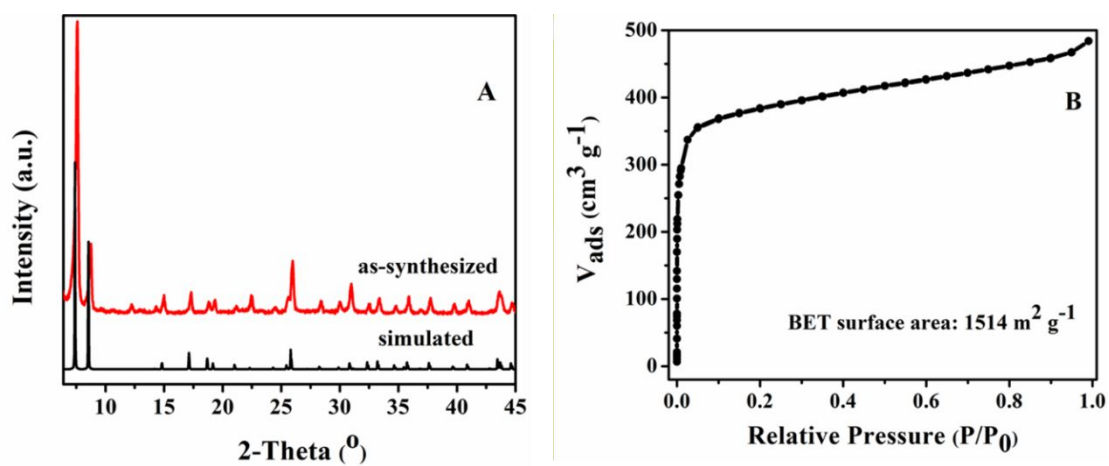 A
Intensity (a.u.)
as-synthesized
simulated
10 15 20 25 30 35 40 45
2-Theta (°)
B
500
400
300
200
100
0
V_ads (cm³ g⁻¹)
BET surface area: 1514 m² g⁻¹
0.0 0.2 0.4 0.6 0.8 1.0
Relative Pressure (P/P₀)